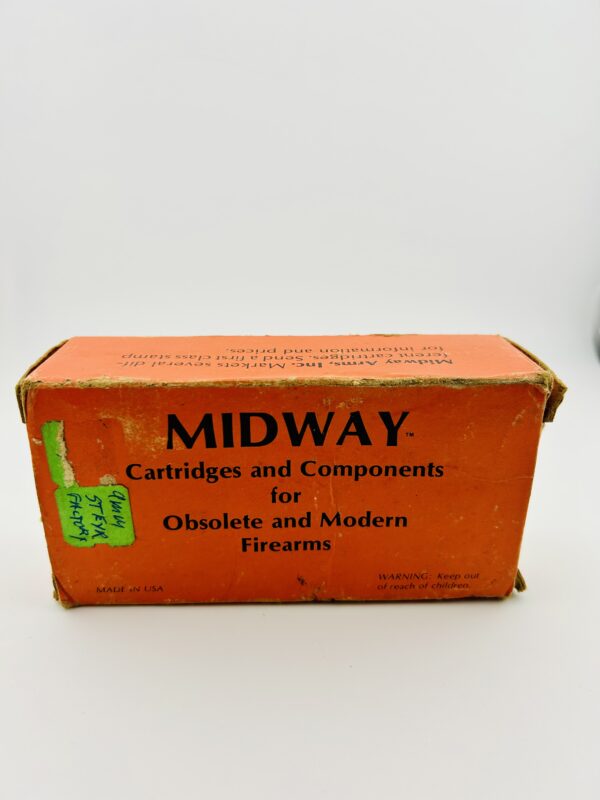 Midway Arms, Inc. Markets several dif-
ferent cartridges. Send a first class stamp
for information and prices.
MIDWAY™
Cartridges and Components
for
Obsolete and Modern
Firearms
9MM
STEYR
FACTORY
WARNING: Keep out
of reach of children.
MADE IN USA